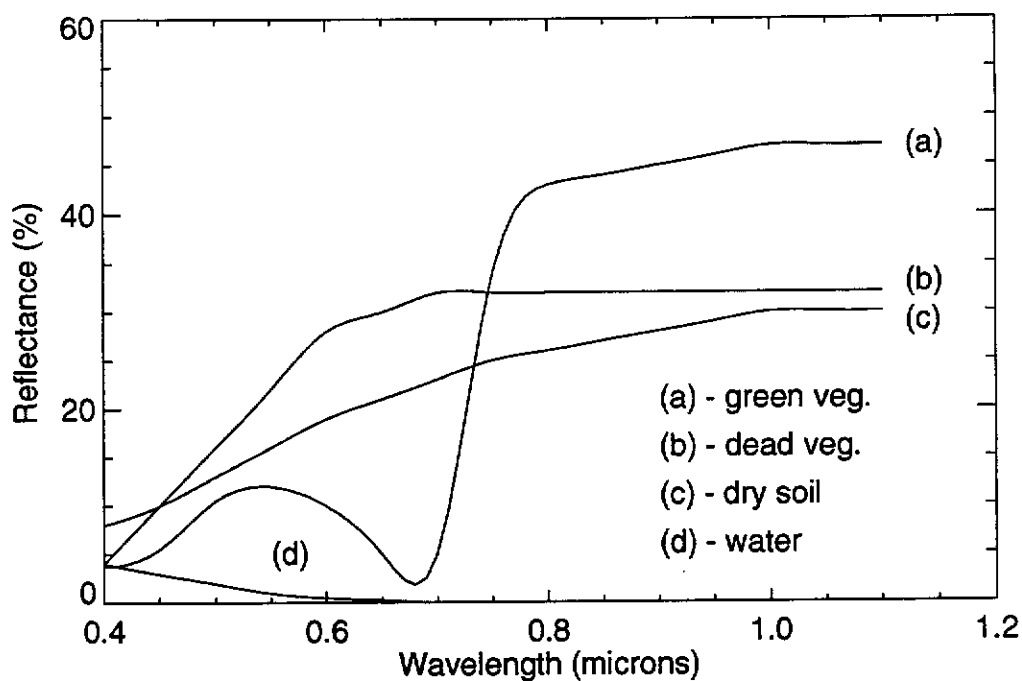 60
40
20
0
Reflectance (%)
(a)
(b)
(c)
(d)
(a) - green veg.
(b) - dead veg.
(c) - dry soil
(d) - water
0.4 0.6 0.8 1.0 1.2
Wavelength (microns)